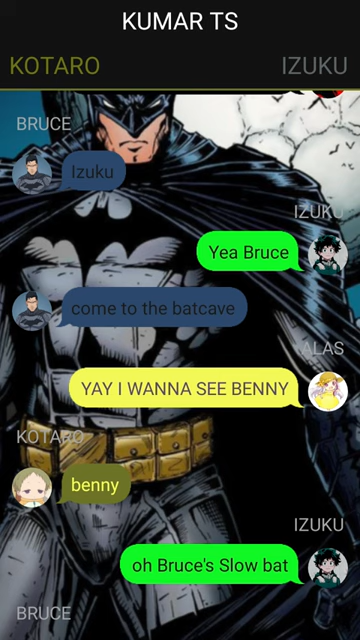 KUMAR TS
KOTARO IZUKU
BRUCE
Izuku
IZUKU
Yea Bruce
come to the batcave
ALAS
YAY I WANNA SEE BENNY
KOTARO
benny
IZUKU
oh Bruce's Slow bat
BRUCE